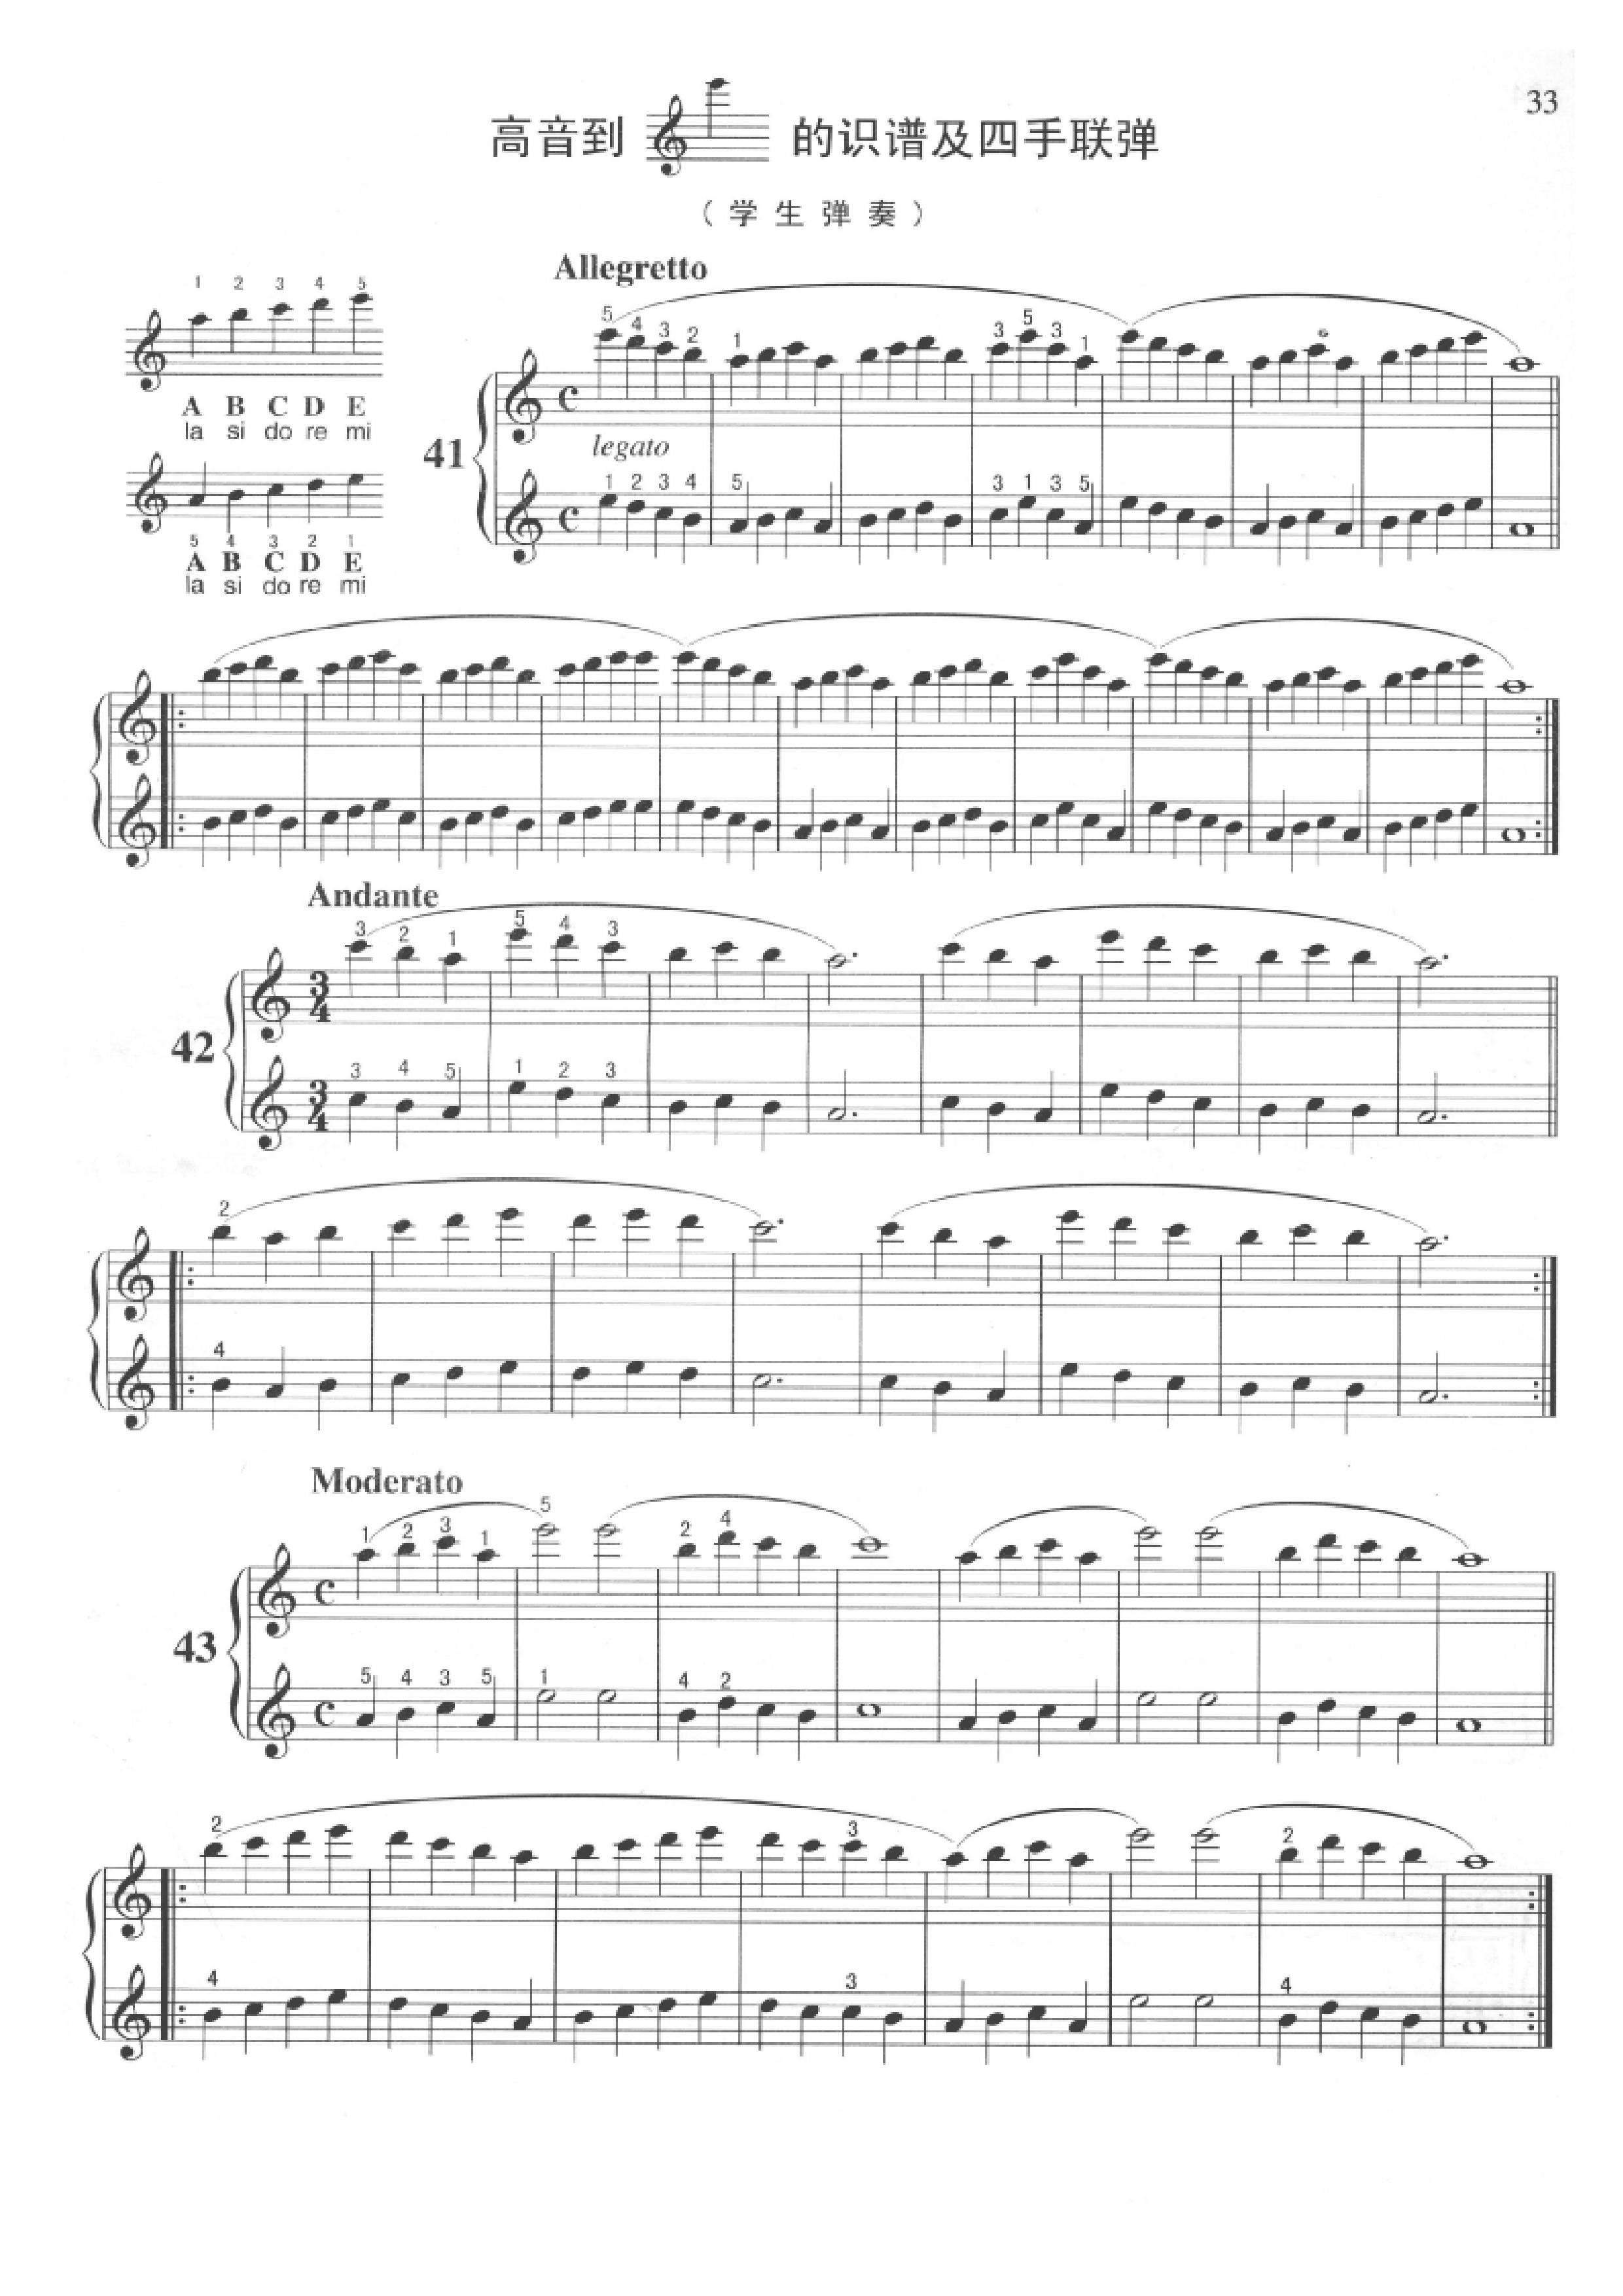 33
高音到 的识谱及四手联弹
（学生弹奏）
Allegretto
1 2 3 4 5
A B C D E
la si do re mi
5 4 3 2 1
A B C D E
la si do re mi
41
5 4 3 2 1 3 5 3 1
legato
1 2 3 4 5 3 1 3 5
Andante
42
3 2 1 5 4 3
3 4
3 4
3 4 5 1 2 3
2
4
Moderato
43
1 2 3 1 5 2 4
5 4 3 5 1 4 2
2 3 2
4 3 4